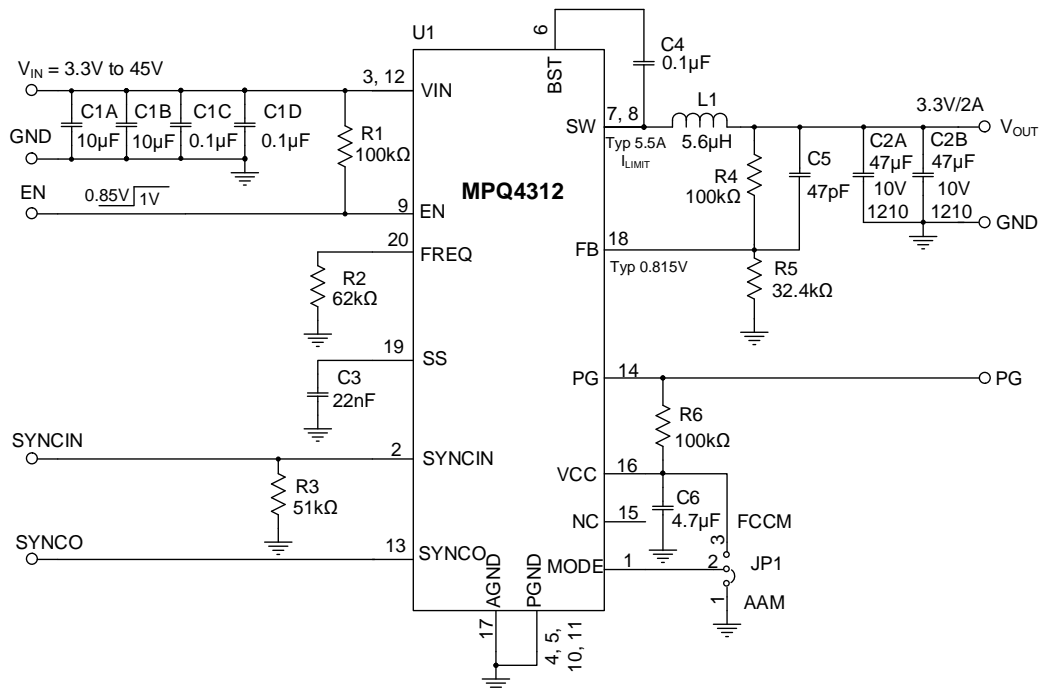 U1
MPQ4312
V_IN = 3.3V to 45V
GND
C1A
10µF
C1B
10µF
C1C
0.1µF
C1D
0.1µF
R1
100kΩ
EN
0.85V
1V
3, 12
VIN
9
EN
20
FREQ
R2
62kΩ
19
SS
C3
22nF
SYNCIN
2
SYNCIN
R3
51kΩ
SYNCO
13
SYNCO
AGND
17
PGND
4, 5,
10, 11
6
BST
C4
0.1µF
SW
7, 8
Typ 5.5A
I_LIMIT
L1
5.6µH
R4
100kΩ
C5
47pF
C2A
47µF
10V
1210
C2B
47µF
10V
1210
3.3V/2A
V_OUT
GND
FB
18
Typ 0.815V
R5
32.4kΩ
PG
14
PG
R6
100kΩ
VCC
16
C6
4.7µF
NC
15
FCCM
3
MODE
1
2
JP1
1
AAM